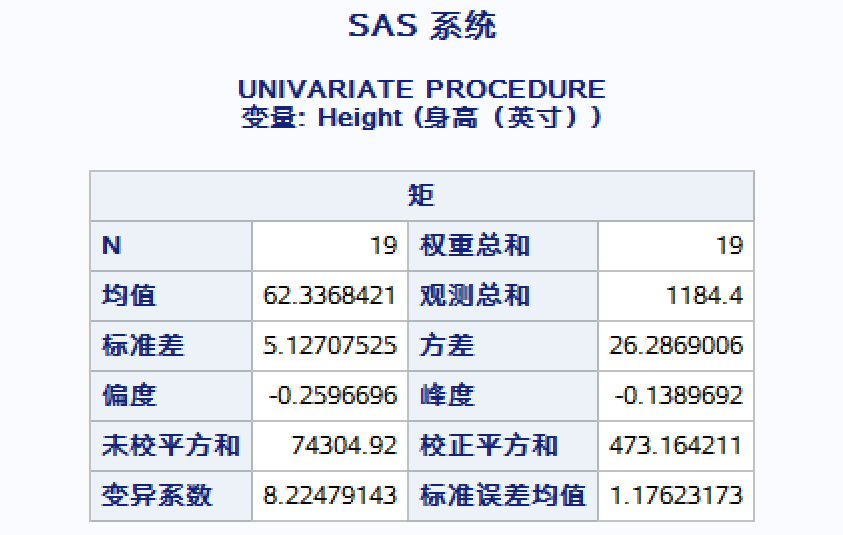 SAS 系统
UNIVARIATE PROCEDURE
变量: Height (身高（英寸）)
矩
N 19 权重总和 19
均值 62.3368421 观测总和 1184.4
标准差 5.12707525 方差 26.2869006
偏度 -0.2596696 峰度 -0.1389692
未校平方和 74304.92 校正平方和 473.164211
变异系数 8.22479143 标准误差均值 1.17623173